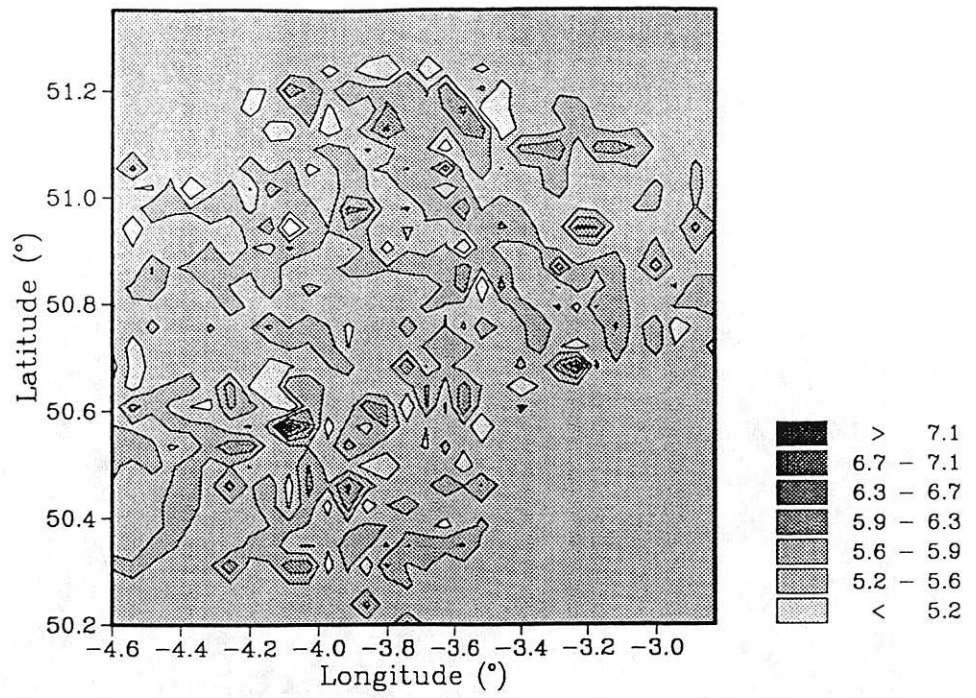 51.2
51.0
50.8
50.6
50.4
50.2
Latitude (°)
-4.6 -4.4 -4.2 -4.0 -3.8 -3.6 -3.4 -3.2 -3.0
Longitude (°)
> 7.1
6.7 - 7.1
6.3 - 6.7
5.9 - 6.3
5.6 - 5.9
5.2 - 5.6
< 5.2